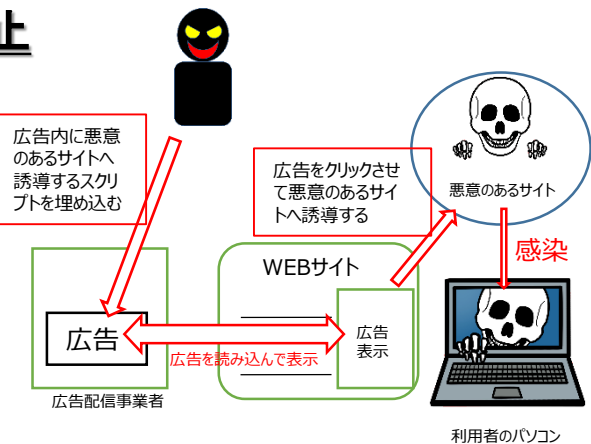 止
広告内に悪意
のあるサイトへ
誘導するスクリ
プトを埋め込む
広告をクリックさせ
て悪意のあるサイ
トへ誘導する
悪意のあるサイト
感染
WEBサイト
広告
広告を読み込んで表示
広告
表示
広告配信事業者
利用者のパソコン